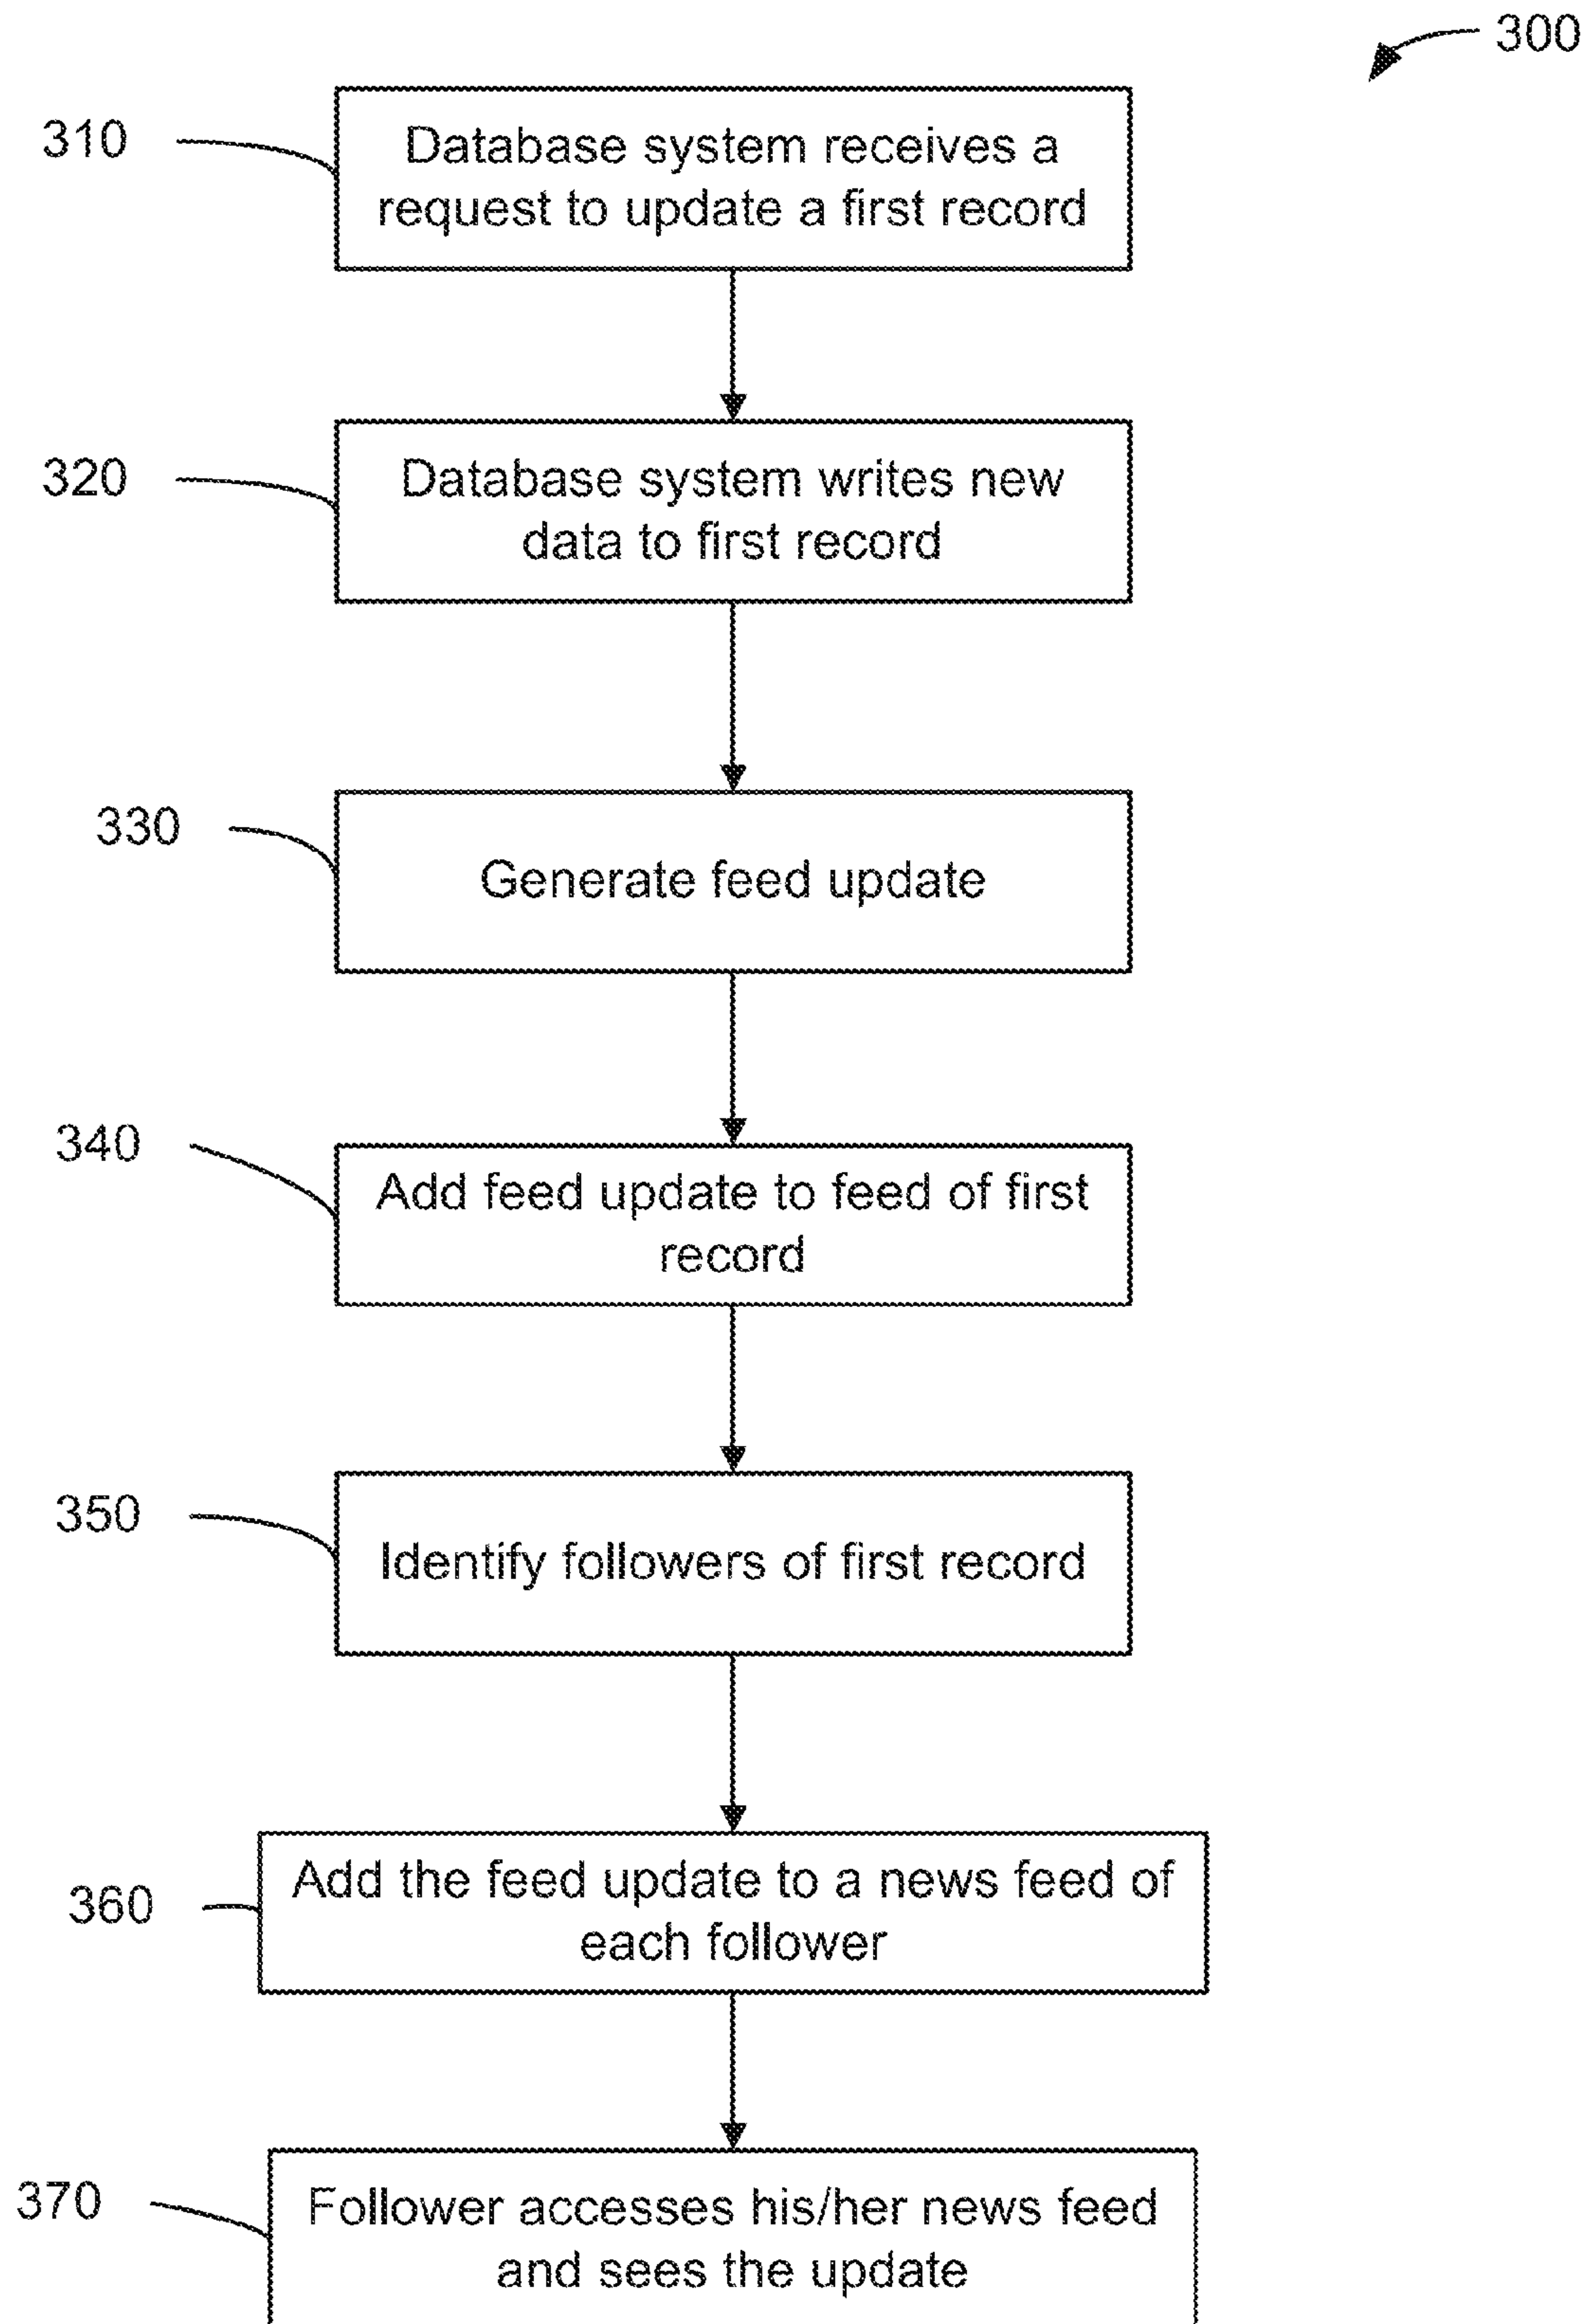 300
310
Database system receives a
request to update a first record
320
Database system writes new
data to first record
330
Generate feed update
340
Add feed update to feed of first
record
350
Identify followers of first record
360
Add the feed update to a news feed of
each follower
370
Follower accesses his/her news feed
and sees the update